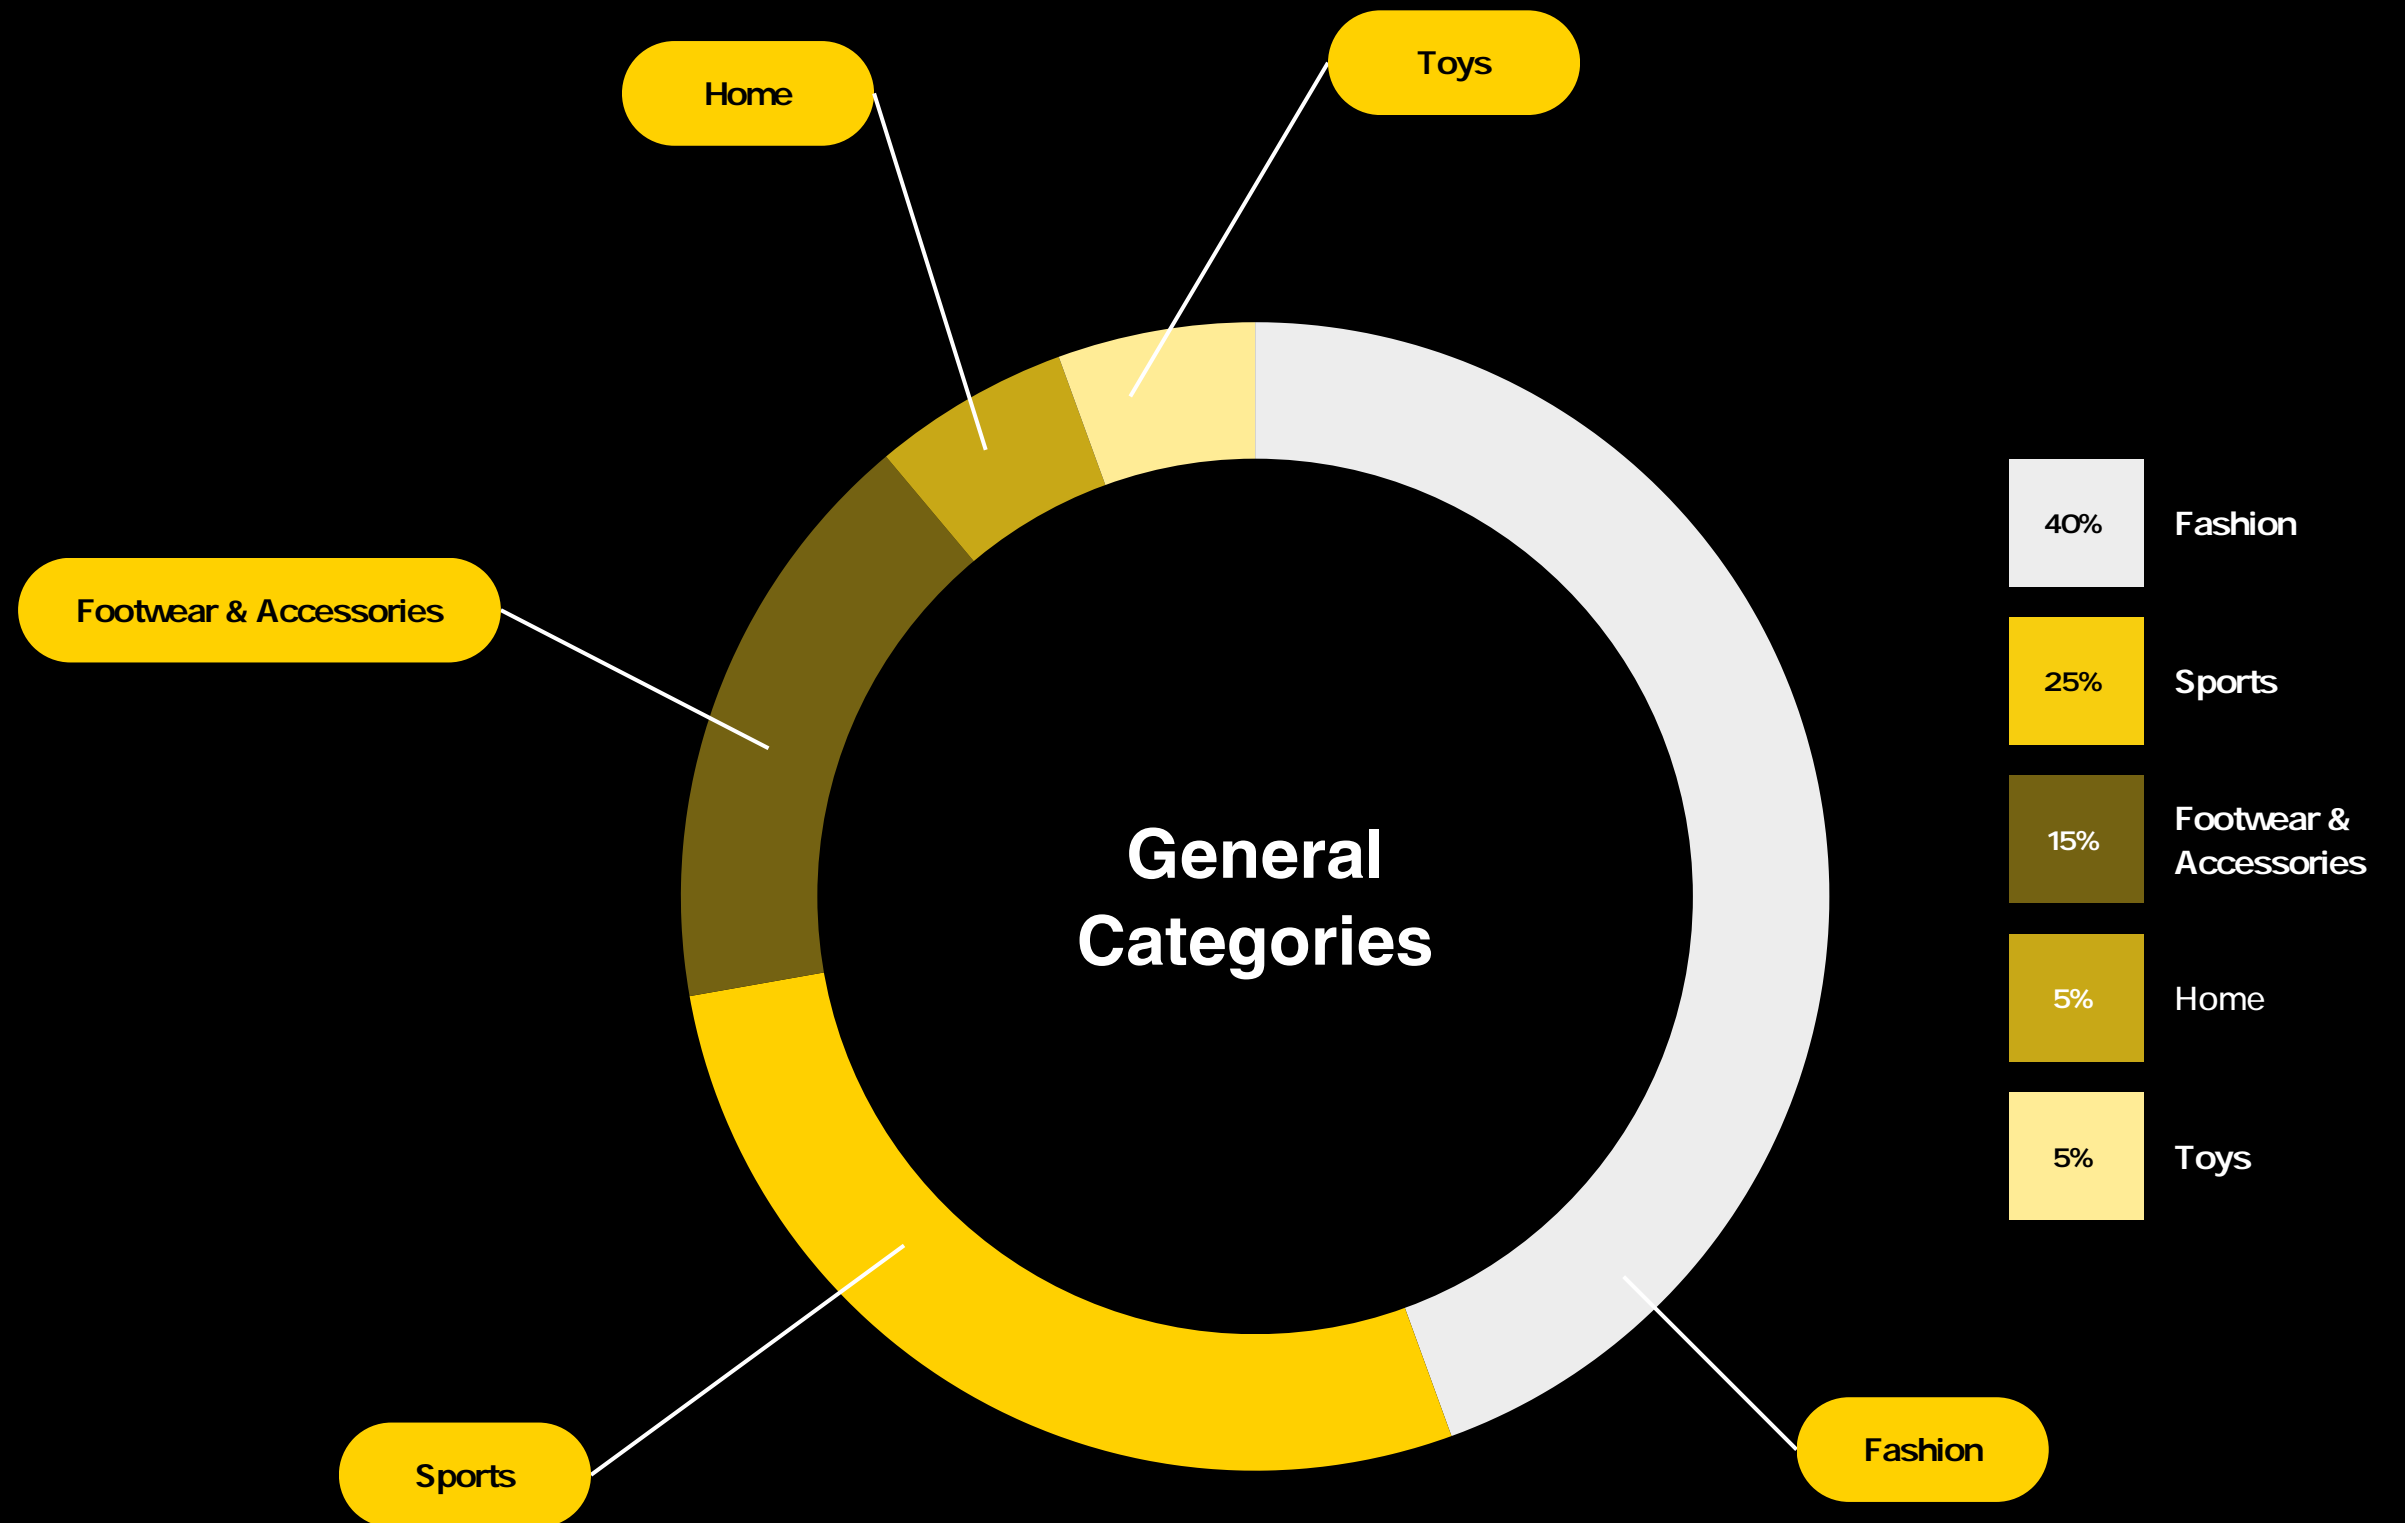 Toys
Home
Footwear & Accessories
General
Categories
Sports
Fashion
40% Fashion
25% Sports
15% Footwear &
Accessories
5% Home
5% Toys